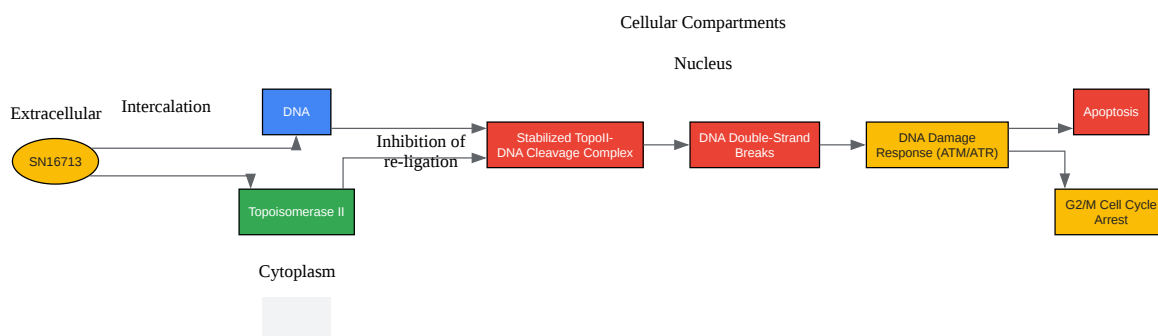 Cellular Compartments
Nucleus
Extracellular
Intercalation
DNA
SN16713
Topoisomerase II
Inhibition of
re-ligation
Stabilized TopoII-
DNA Cleavage Complex
DNA Double-Strand
Breaks
DNA Damage
Response (ATM/ATR)
Apoptosis
G2/M Cell Cycle
Arrest
Cytoplasm